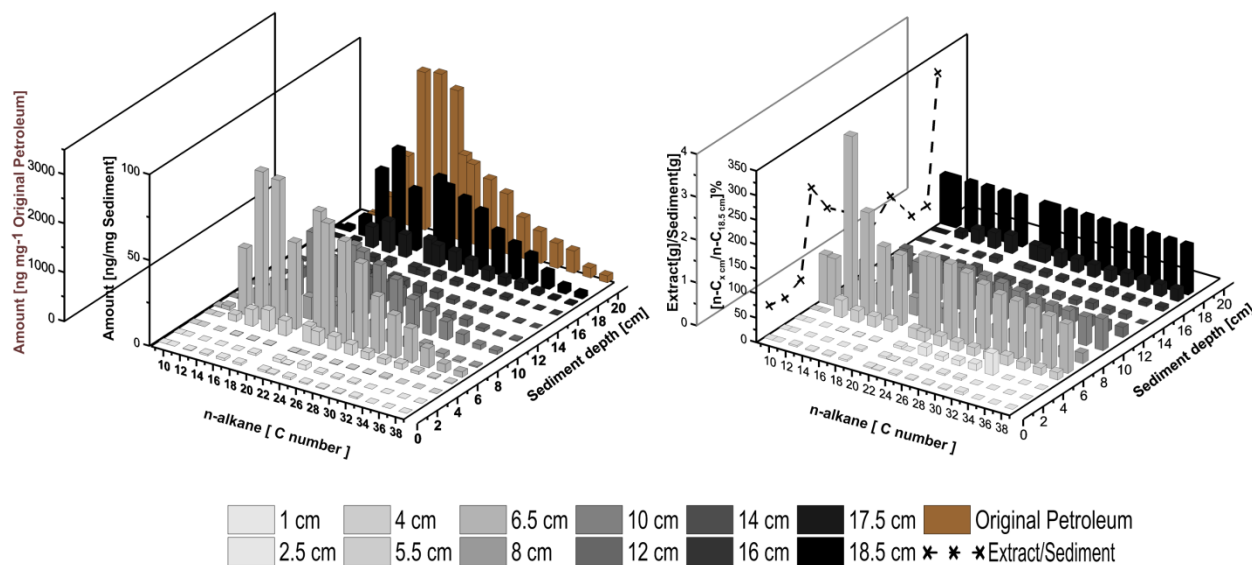 Amount [ng mg-1 Original Petroleum]
3000
2000
1000
0
Amount [ng/mg Sediment]
100
50
0
10 12 14 16 18 20 22 24 26 28 30 32 34 36 38
n-alkane [ C number ]
0 2 4 6 8 10 12 14 16 18 20
Sediment depth [cm]
Extract[g]/Sediment[g]
4
3
2
1
0
[n-Cx cm/n-C18.5 cm]%
350
300
250
200
150
100
50
0
10 12 14 16 18 20 22 24 26 28 30 32 34 36 38
n-alkane [ C number ]
0 2 4 6 8 10 12 14 16 18 20
Sediment depth [cm]
1 cm 4 cm 6.5 cm 10 cm 14 cm 17.5 cm Original Petroleum
2.5 cm 5.5 cm 8 cm 12 cm 16 cm 18.5 cm Extract/Sediment